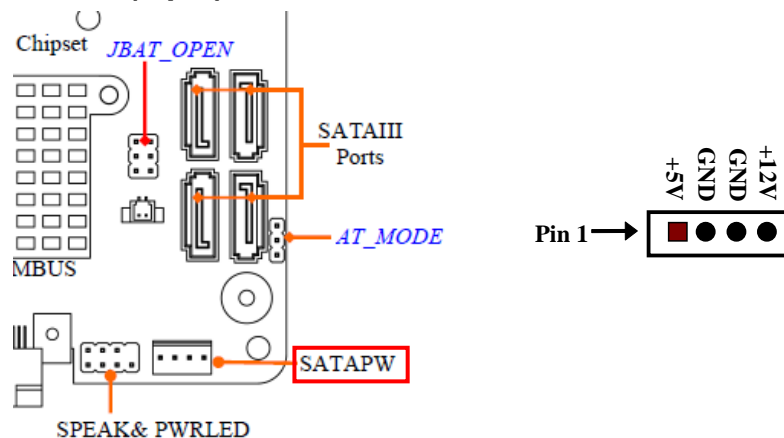 Chipset
JBAT_OPEN
SATAIII
Ports
AT_MODE
MBUS
SATAPW
SPEAK& PWRLED
+5V
GND
GND
+12V
Pin 1